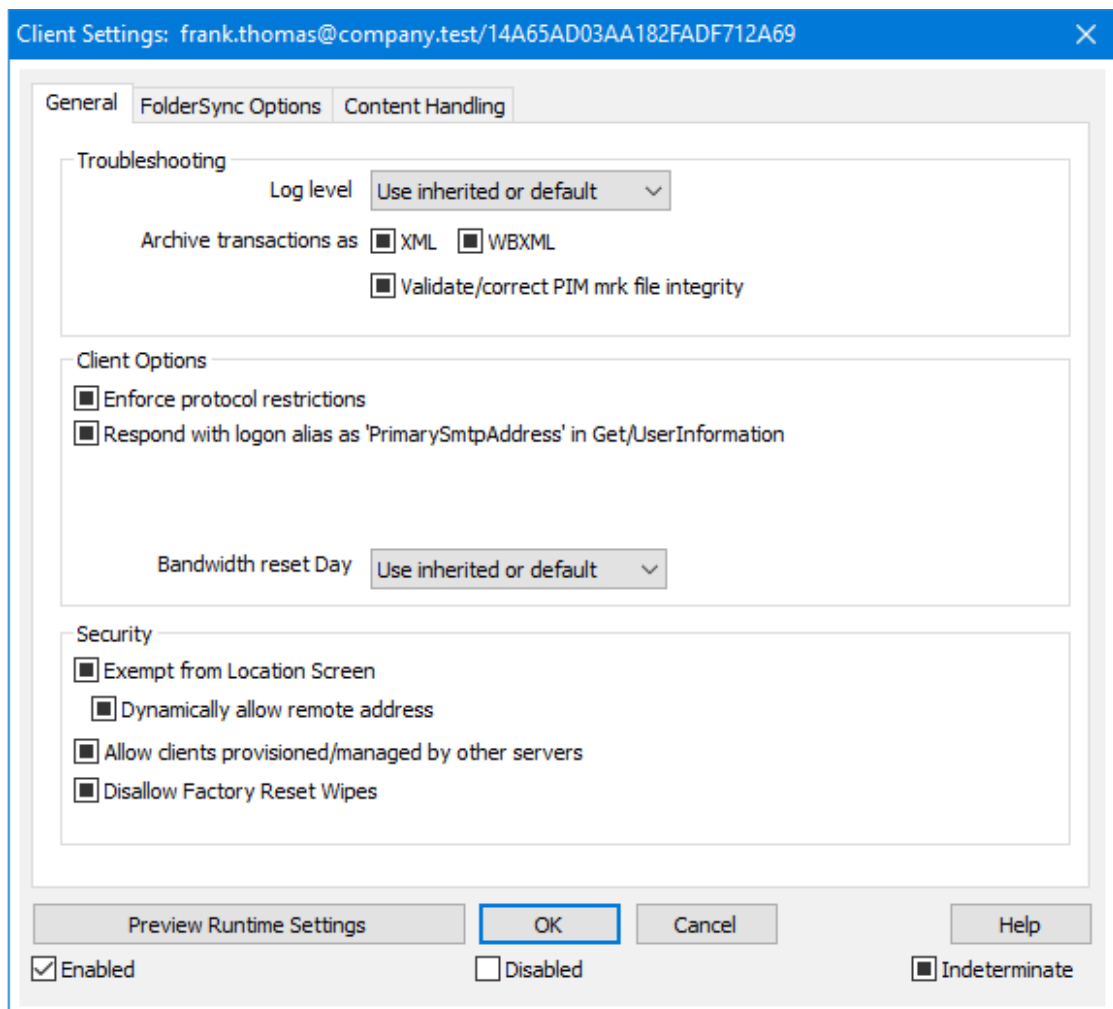 Client Settings: frank.thomas@company.test/14A65AD03AA182FADF712A69
General FolderSync Options Content Handling
Troubleshooting
Log level Use inherited or default
Archive transactions as XML WBXML
Validate/correct PIM mrk file integrity
Client Options
Enforce protocol restrictions
Respond with logon alias as 'PrimarySmtpAddress' in Get/UserInformation
Bandwidth reset Day Use inherited or default
Security
Exempt from Location Screen
Dynamically allow remote address
Allow clients provisioned/managed by other servers
Disallow Factory Reset Wipes
Preview Runtime Settings OK Cancel Help
Enabled Disabled Indeterminate